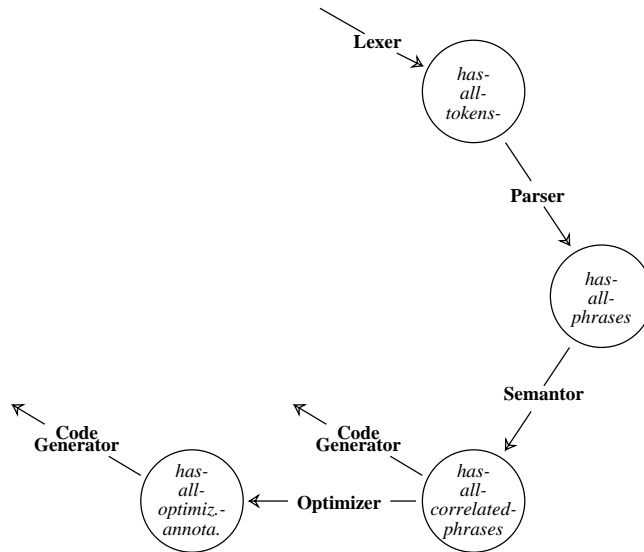 Lexer
has-
all-
tokens-
Parser
has-
all-
phrases
Semantor
Code
Generator
Code
Generator
has-
all-
optimiz.-
annota.
Optimizer
has-
all-
correlated-
phrases